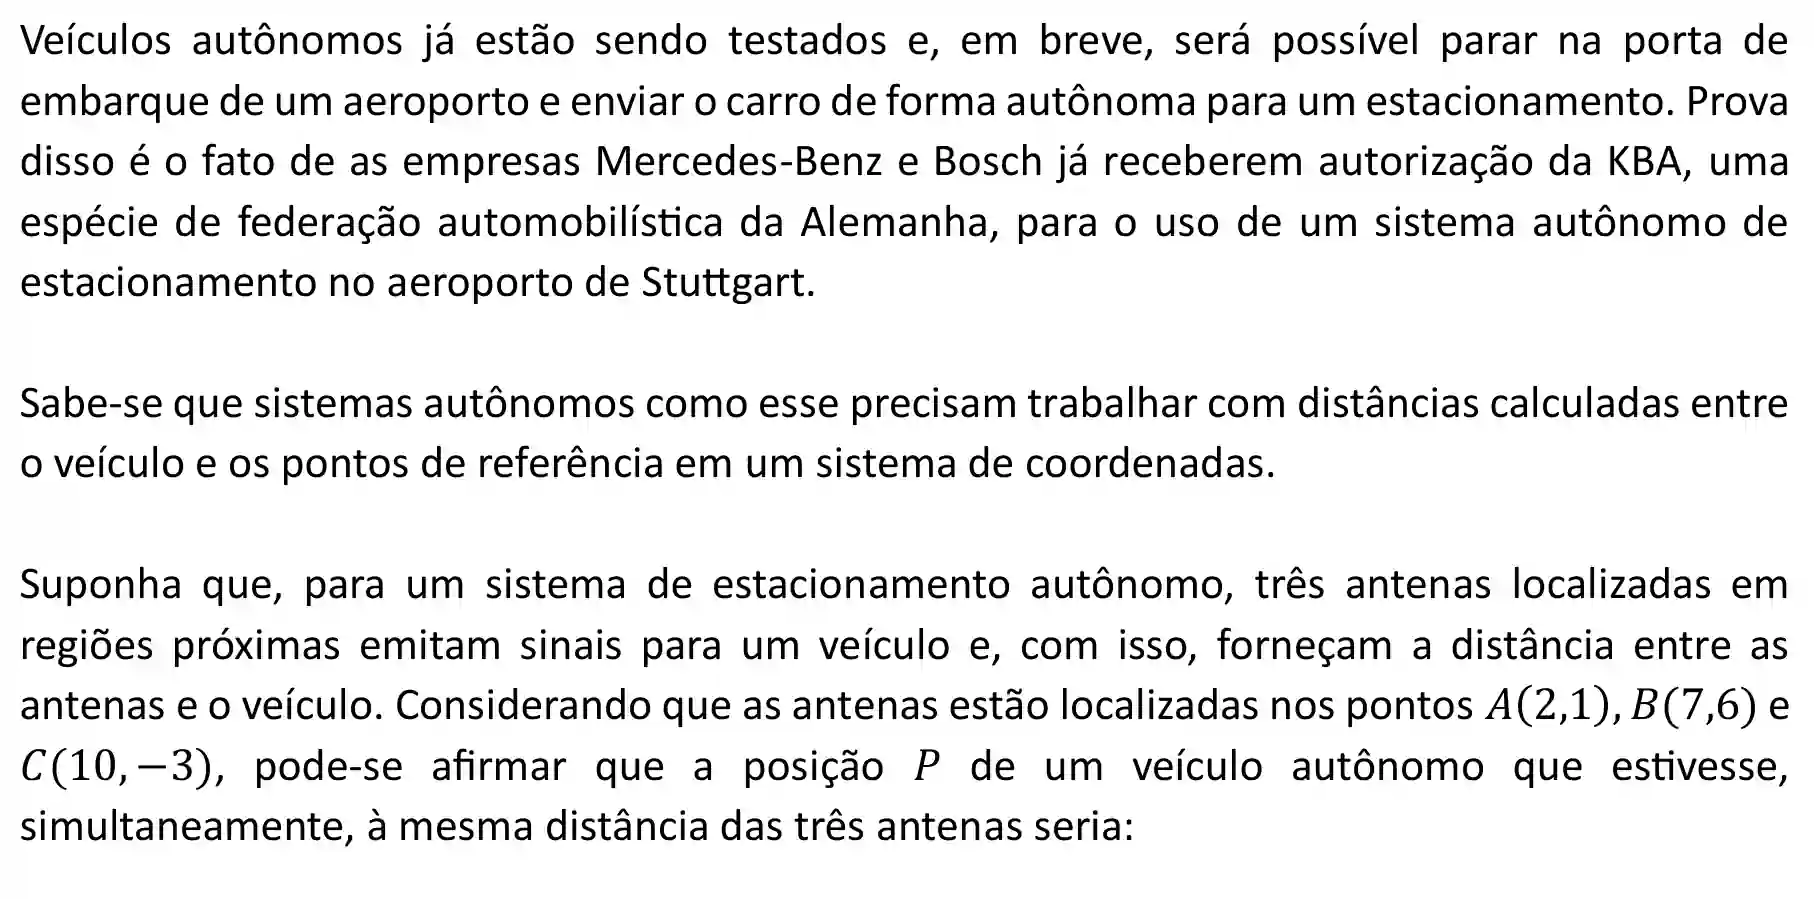 Veículos autônomos já estão sendo testados e, em breve, será possível parar na porta de
embarque de um aeroporto e enviar o carro de forma autônoma para um estacionamento. Prova
disso é o fato de as empresas Mercedes-Benz e Bosch já receberem autorização da KBA, uma
espécie de federação automobilística da Alemanha, para o uso de um sistema autônomo de
estacionamento no aeroporto de Stuttgart.
Sabe-se que sistemas autônomos como esse precisam trabalhar com distâncias calculadas entre
o veículo e os pontos de referência em um sistema de coordenadas.
Suponha que, para um sistema de estacionamento autônomo, três antenas localizadas em
regiões próximas emitam sinais para um veículo e, com isso, forneçam a distância entre as
antenas e o veículo. Considerando que as antenas estão localizadas nos pontos A(2,1), B(7,6) e
C(10, −3), pode-se afirmar que a posição P de um veículo autônomo que estivesse,
simultaneamente, à mesma distância das três antenas seria: